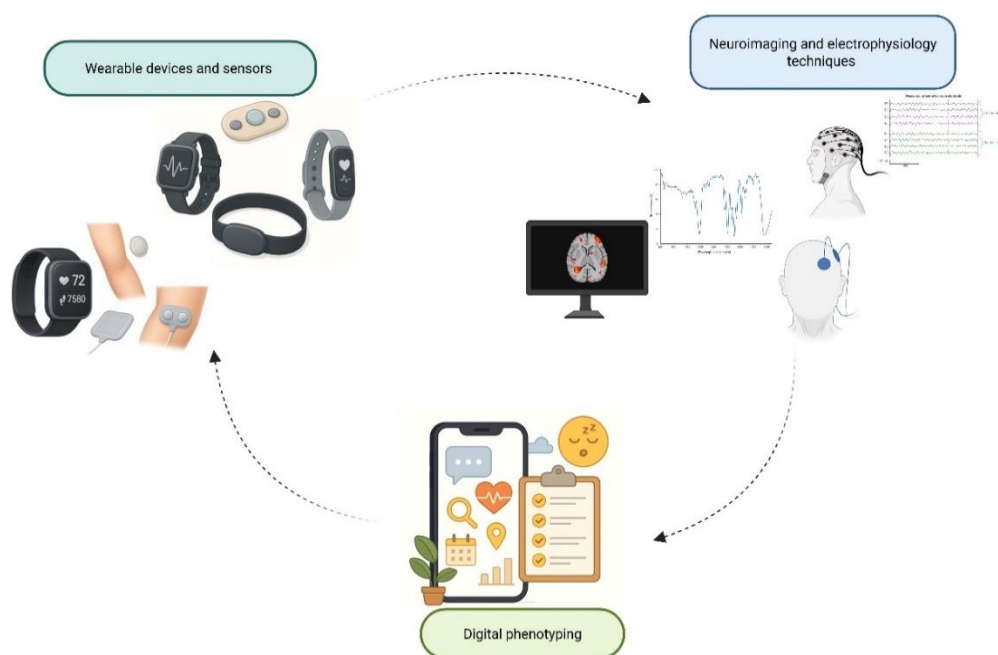 Wearable devices and sensors
Neuroimaging and electrophysiology
techniques
72
7580
z z
Digital phenotyping